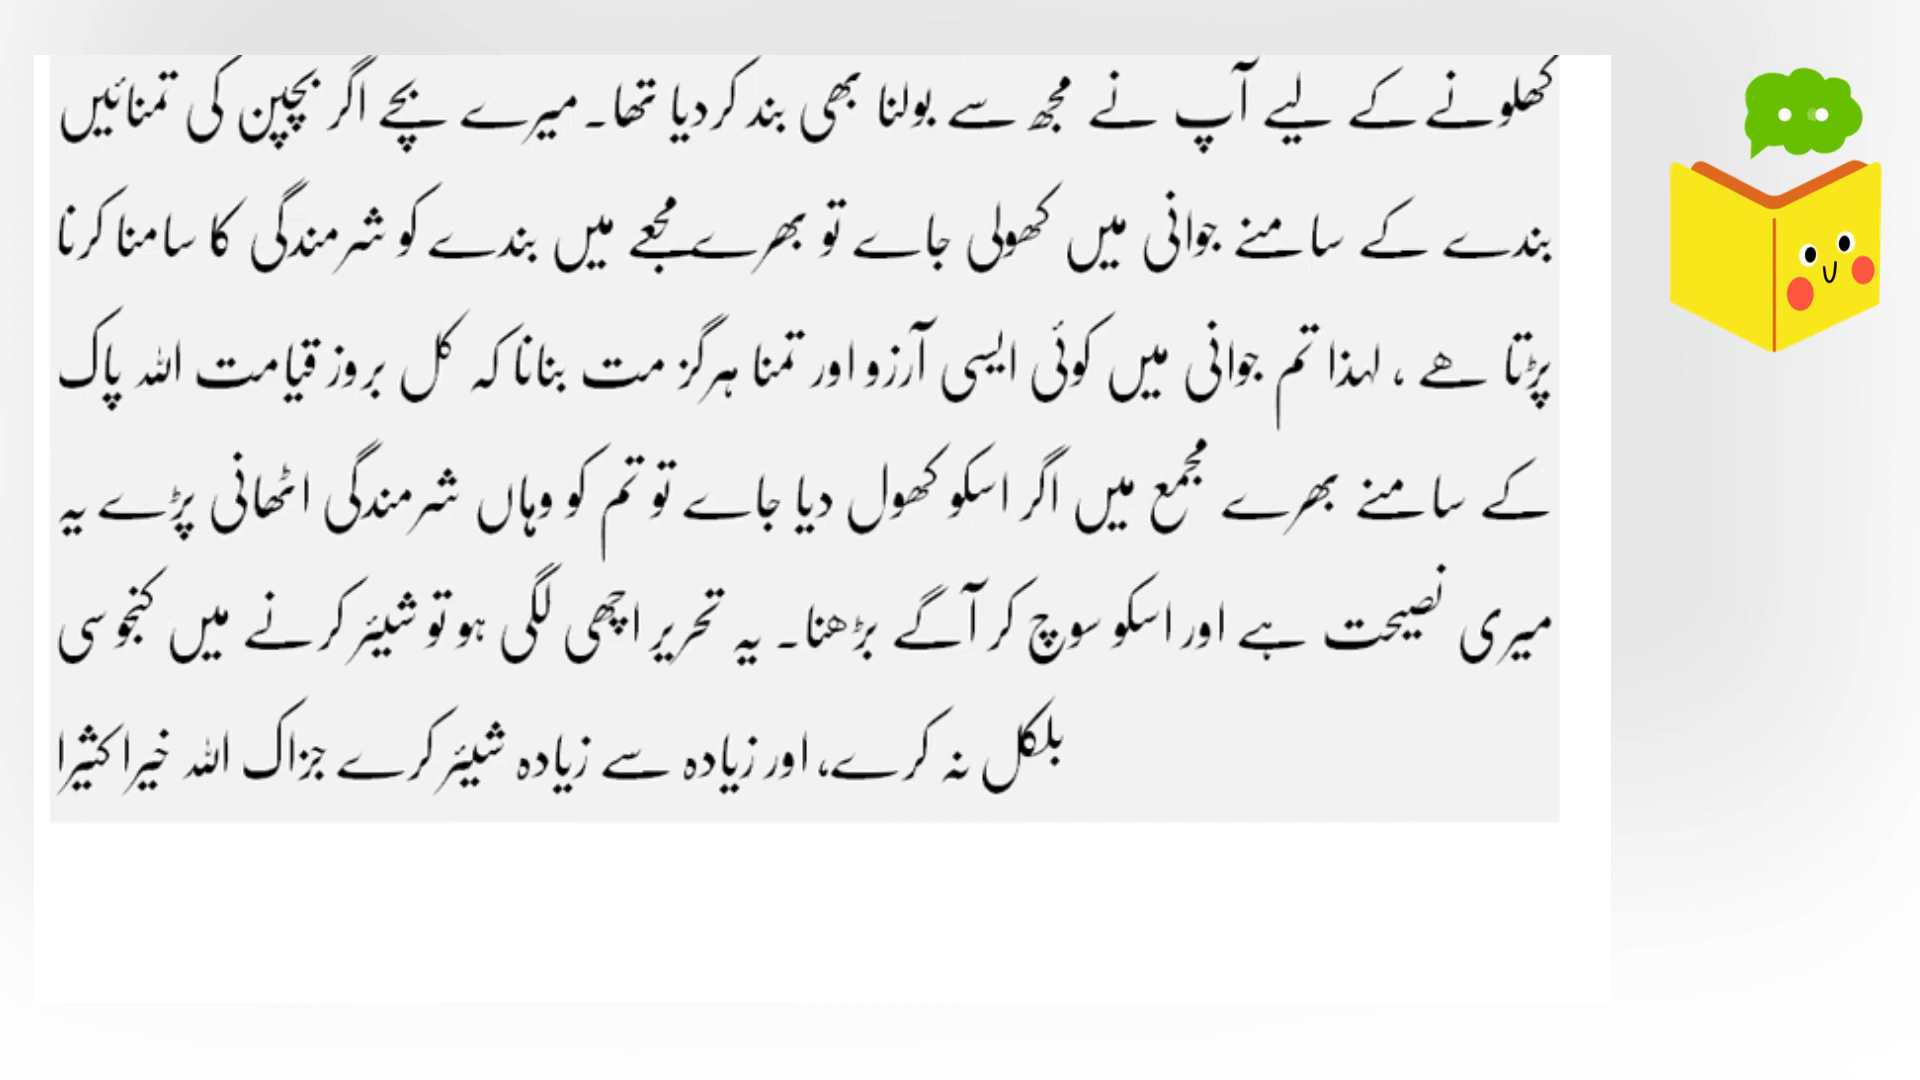 کھلونے کے لیے آپ نے مجھ سے بولنا بھی بند کردیا تھا۔ میرے بچے اگر بچپن کی تمنائیں
بندے کے سامنے جوانی میں کھولی جاے تو بھرے مجعے میں بندے کو شرمندگی کا سامنا کرنا
پڑتا ھے ، لہذا تم جوانی میں کوئی ایسی آرزو اور تمنا ہرگز مت بنانا کہ کل بروز قیامت اللہ پاک
کے سامنے بھرے مجمع میں اگر اسکو کھول دیا جاے تو تم کو وہاں شرمندگی اٹھانی پڑے یہ
میری نصیحت ہے اور اسکو سوچ کر آگے بڑھنا۔ یہ تحریر اچھی لگی ہو تو شیئر کرنے میں کنجوسی
بلکل نہ کرے، اور زیادہ سے زیادہ شیئر کرے جزاک اللہ خیرا کثیرا